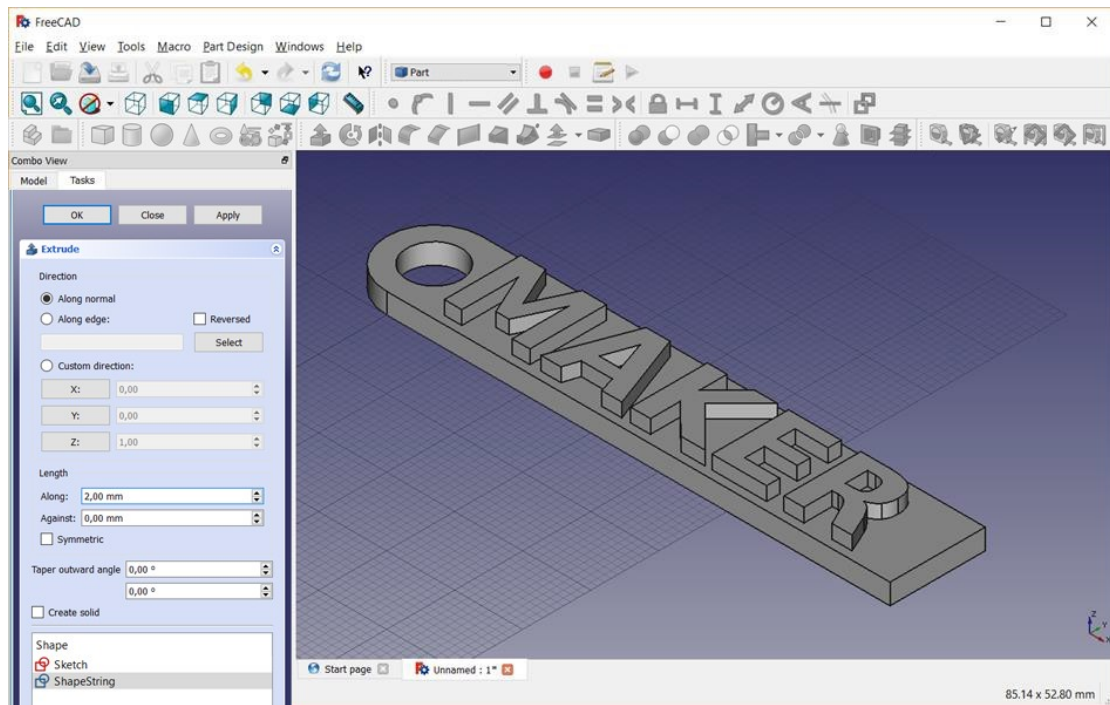 FreeCAD
File Edit View Tools Macro Part Design Windows Help
Part
Combo View
Model Tasks
OK Close Apply
Extrude
Direction
Along normal
Along edge: Reversed
Select
Custom direction:
X: 0,00
Y: 0,00
Z: 1,00
Length
Along: 2,00 mm
Against: 0,00 mm
Symmetric
Taper outward angle 0,00 °
0,00 °
Create solid
Shape
Sketch
ShapeString
MAKER
Z
Y
X
Start page Unnamed : 1*
85.14 x 52.80 mm